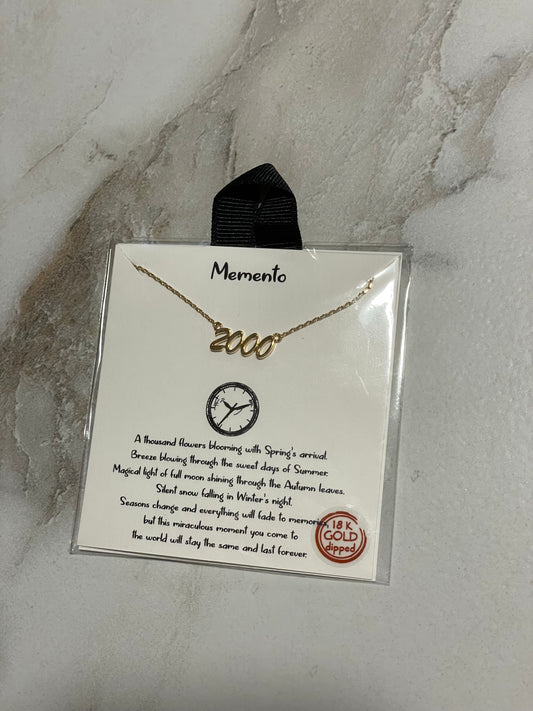 Memento
2000
A thousand flowers blooming with Spring's arrival.
Breeze blowing through the sweet days of Summer.
Magical light of full moon shining through the Autumn leaves.
Silent snow falling in Winter's night.
Seasons change and everything will fade to memories,
but this miraculous moment you come to
the world will stay the same and last forever.
18 K
GOLD
dipped